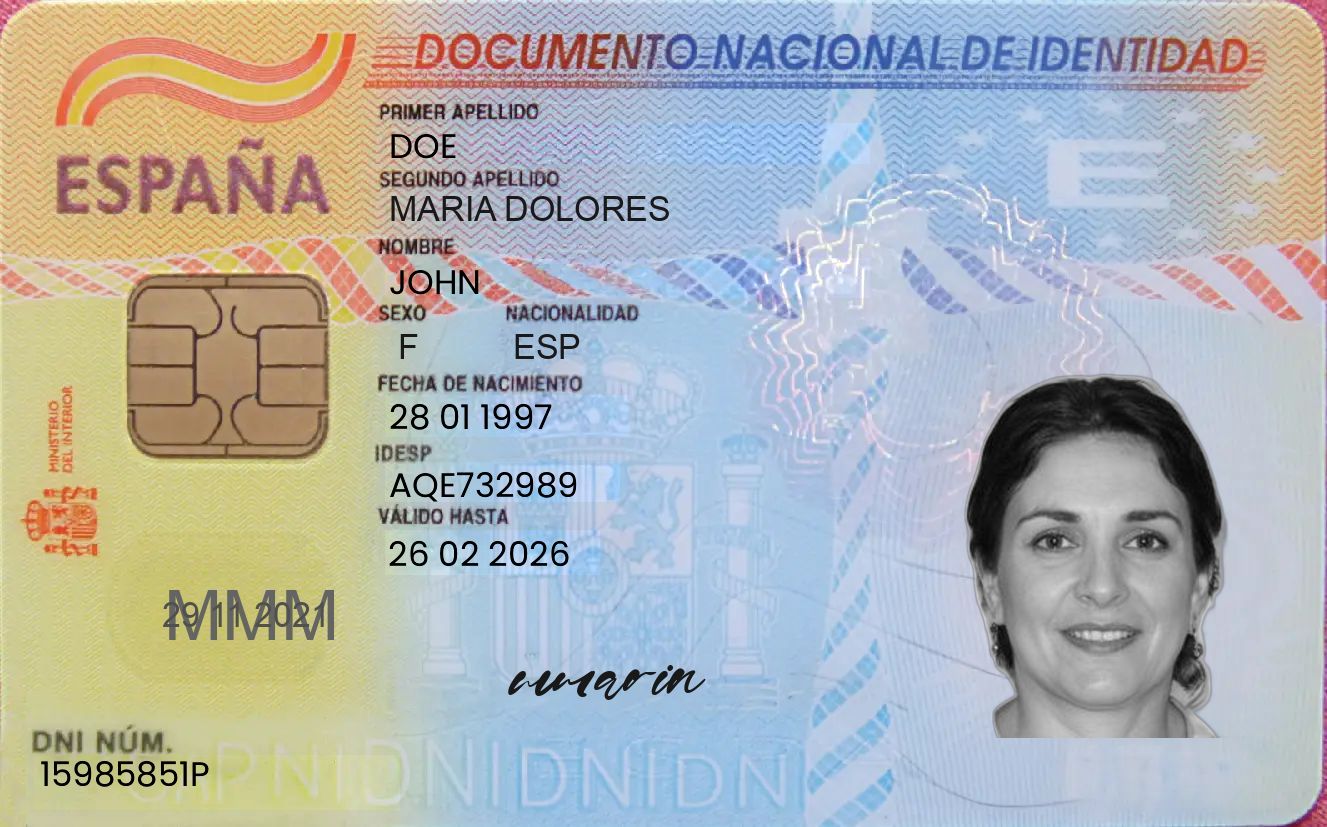 DOCUMENTO NACIONAL DE IDENTIDAD
ESPAÑA
PRIMER APELLIDO
DOE
SEGUNDO APELLIDO
MARIA DOLORES
NOMBRE
JOHN
SEXO NACIONALIDAD
F ESP
FECHA DE NACIMIENTO
28 01 1997
IDESP
AQE732989
VÁLIDO HASTA
26 02 2026
MINISTERIO
DEL INTERIOR
E
29 11 2021
MMM
DNI NÚM.
15985851P
DNIDNIDNIDN